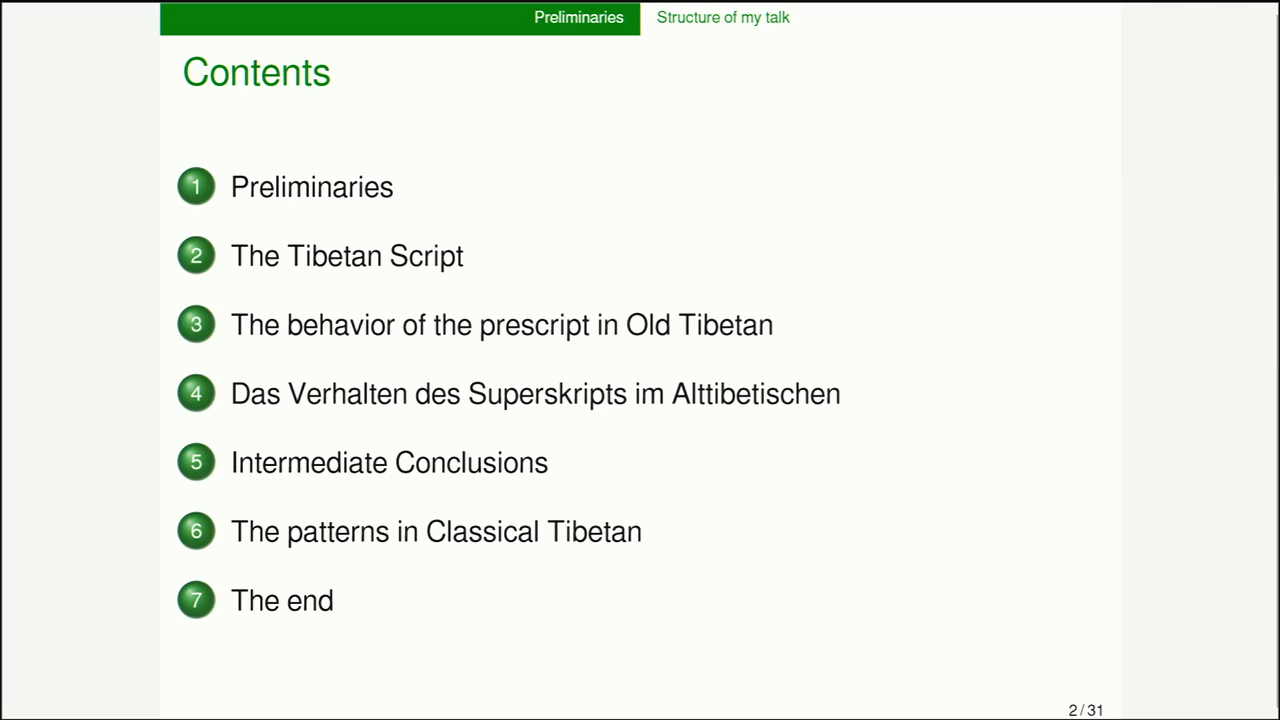 Preliminaries Structure of my talk
Contents
1 Preliminaries
2 The Tibetan Script
3 The behavior of the prescript in Old Tibetan
4 Das Verhalten des Superskripts im Alttibetischen
5 Intermediate Conclusions
6 The patterns in Classical Tibetan
7 The end
2 / 31